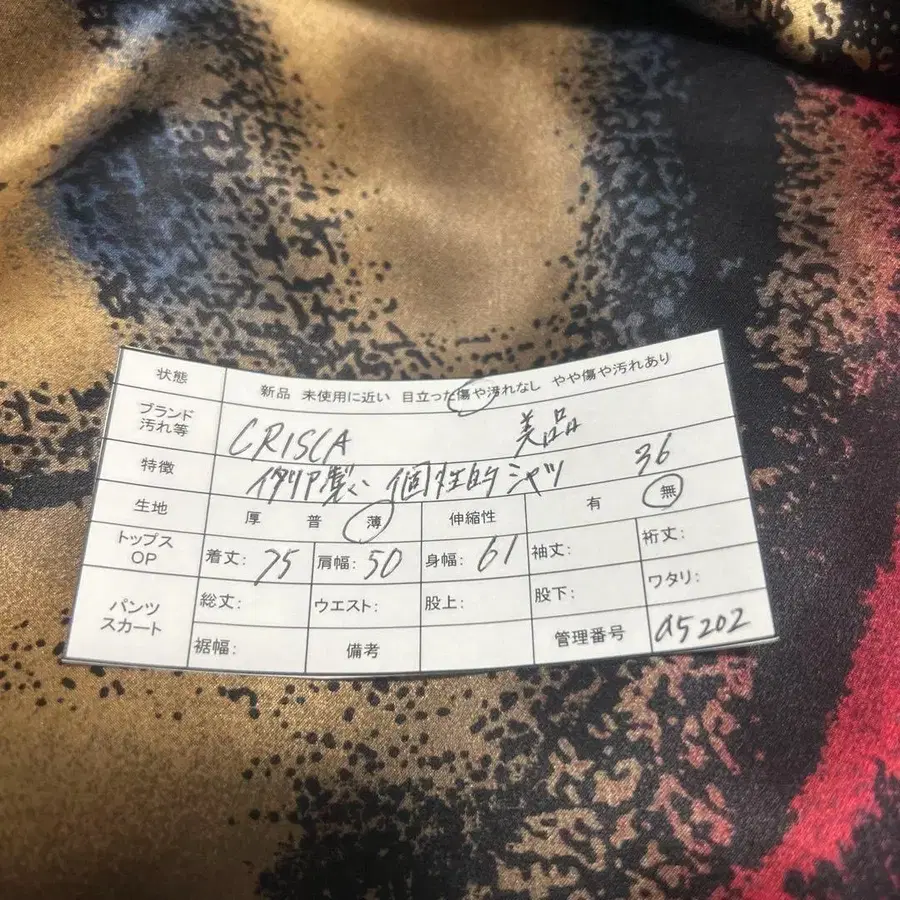 状態 新品 未使用に近い 目立った傷や汚れなし やや傷や汚れあり
ブランド 汚れ等 CRISCA 美品
特徴 イタリア製 個性的シャツ 36
生地 厚 普 薄 伸縮性 有 無
トップス OP 着丈: 75 肩幅: 50 身幅: 61 袖丈: 裄丈:
パンツ スカート 総丈: ウエスト: 股上: 股下: ワタリ:
裾幅: 備考 管理番号 a5202